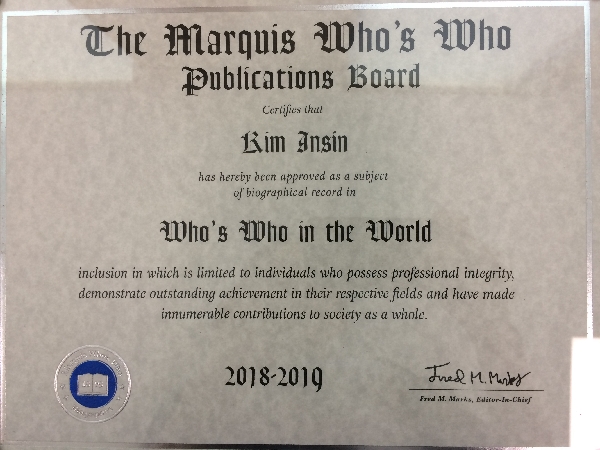 The Marquis Who's Who
Publications Board
Certifies that
Kim Insin
has hereby been approved as a subject
of biographical record in
Who's Who in the World
inclusion in which is limited to individuals who possess professional integrity,
demonstrate outstanding achievement in their respective fields and have made
innumerable contributions to society as a whole.
2018-2019
Fred M. Marks
Fred M. Marks, Editor-In-Chief